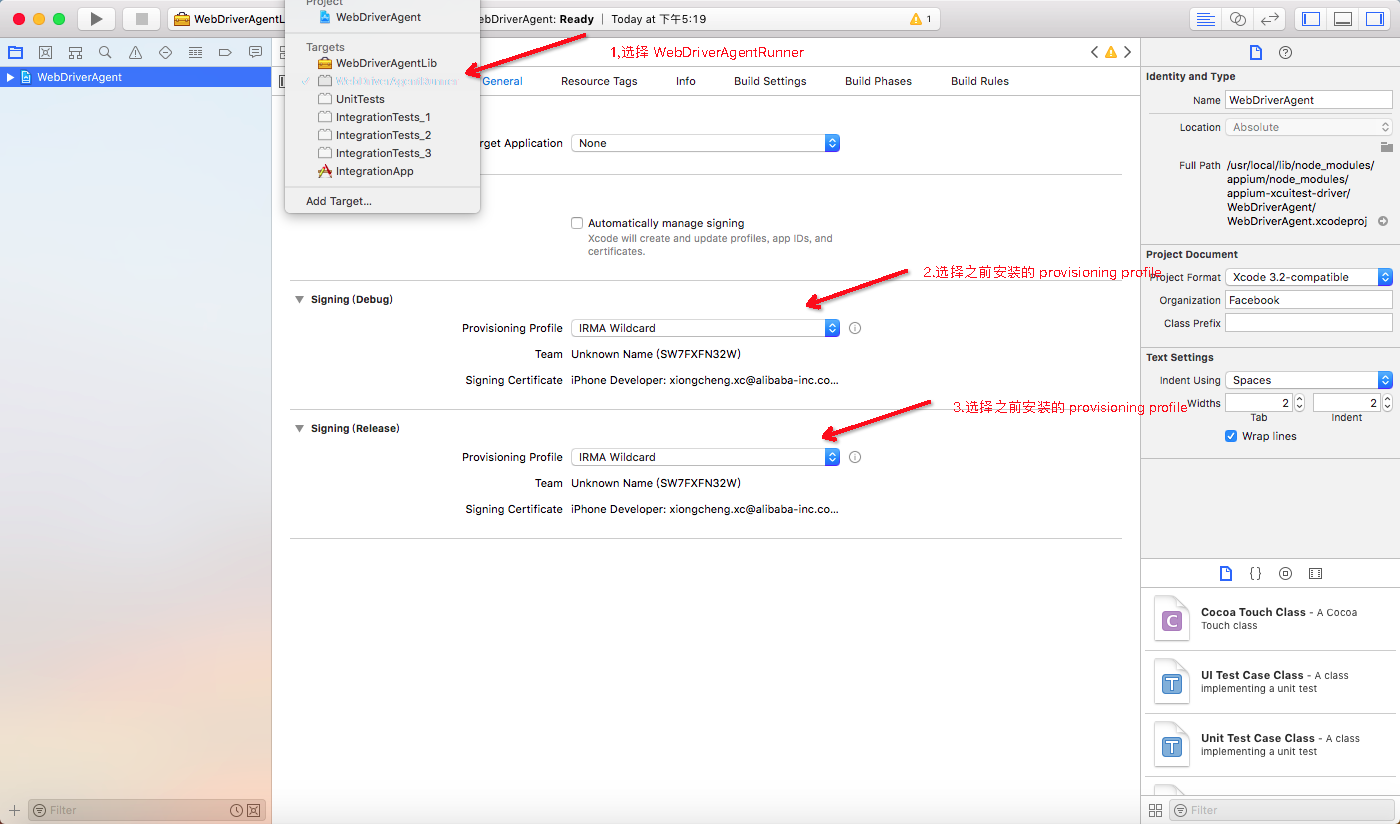 WebDriverAgentL
ebDriverAgent: Ready
Today at 下午5:19
1
Project
WebDriverAgent
Targets
WebDriverAgentLib
WebDriverAgentRunner
UnitTests
IntegrationTests_1
IntegrationTests_2
IntegrationTests_3
IntegrationApp
Add Target...
1,选择 WebDriverAgentRunner
WebDriverAgent
General
Resource Tags
Info
Build Settings
Build Phases
Build Rules
rget Application
None
Automatically manage signing
Xcode will create and update profiles, app IDs, and
certificates.
2.选择之前安装的 provisioning profile
Signing (Debug)
Provisioning Profile
IRMA Wildcard
Team
Unknown Name (SW7FXFN32W)
Signing Certificate
iPhone Developer: xiongcheng.xc@alibaba-inc.co...
3.选择之前安装的 provisioning profile
Signing (Release)
Provisioning Profile
IRMA Wildcard
Team
Unknown Name (SW7FXFN32W)
Signing Certificate
iPhone Developer: xiongcheng.xc@alibaba-inc.co...
Filter
Identity and Type
Name
WebDriverAgent
Location
Absolute
Full Path
/usr/local/lib/node_modules/
appium/node_modules/
appium-xcuitest-driver/
WebDriverAgent/
WebDriverAgent.xcodeproj
Project Document
Project Format
Xcode 3.2-compatible
Organization
Facebook
Class Prefix
Text Settings
Indent Using
Spaces
Widths
2
2
Tab
Indent
Wrap lines
{}
C
Cocoa Touch Class - A Cocoa
Touch class
T
UI Test Case Class - A class
implementing a unit test
T
Unit Test Case Class - A class
implementing a unit test
Filter